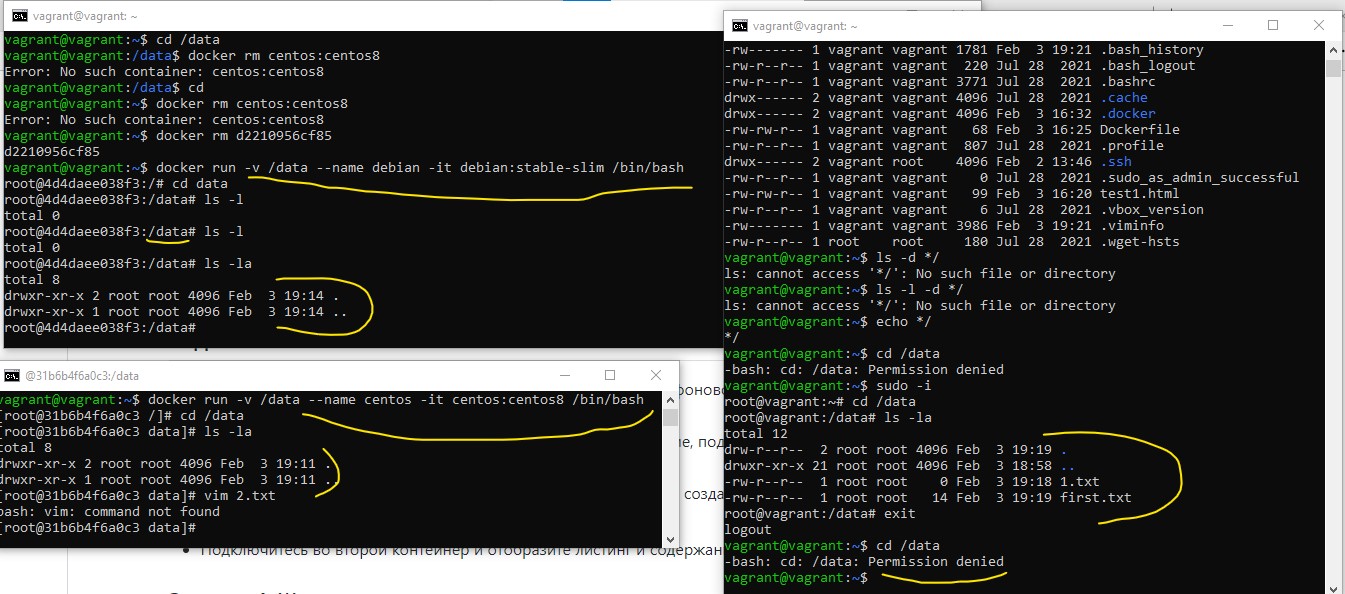 vagrant@vagrant: ~
vagrant@vagrant:~$ cd /data
vagrant@vagrant:/data$ docker rm centos:centos8
Error: No such container: centos:centos8
vagrant@vagrant:/data$ cd
vagrant@vagrant:~$ docker rm centos:centos8
Error: No such container: centos:centos8
vagrant@vagrant:~$ docker rm d2210956cf85
d2210956cf85
vagrant@vagrant:~$ docker run -v /data --name debian -it debian:stable-slim /bin/bash
root@4d4daee038f3:/# cd data
root@4d4daee038f3:/data# ls -l
total 0
root@4d4daee038f3:/data# ls -l
total 0
root@4d4daee038f3:/data# ls -la
total 8
drwxr-xr-x 2 root root 4096 Feb  3 19:14 .
drwxr-xr-x 1 root root 4096 Feb  3 19:14 ..
root@4d4daee038f3:/data#
@31b6b4f6a0c3:/data
vagrant@vagrant:~$ docker run -v /data --name centos -it centos:centos8 /bin/bash
[root@31b6b4f6a0c3 /]# cd /data
[root@31b6b4f6a0c3 data]# ls -la
total 8
drwxr-xr-x 2 root root 4096 Feb  3 19:11 .
drwxr-xr-x 1 root root 4096 Feb  3 19:11 ..
[root@31b6b4f6a0c3 data]# vim 2.txt
bash: vim: command not found
[root@31b6b4f6a0c3 data]#
Подключитесь во второй контейнер и отобразите листинг и содержан
vagrant@vagrant: ~
-rw------- 1 vagrant vagrant 1781 Feb  3 19:21 .bash_history
-rw-r--r-- 1 vagrant vagrant  220 Jul 28  2021 .bash_logout
-rw-r--r-- 1 vagrant vagrant 3771 Jul 28  2021 .bashrc
drwx------ 2 vagrant vagrant 4096 Jul 28  2021 .cache
drwx------ 2 vagrant vagrant 4096 Feb  3 16:32 .docker
-rw-rw-r-- 1 vagrant vagrant   68 Feb  3 16:25 Dockerfile
-rw-r--r-- 1 vagrant vagrant  807 Jul 28  2021 .profile
drwx------ 2 vagrant root    4096 Feb  2 13:46 .ssh
-rw-r--r-- 1 vagrant vagrant    0 Jul 28  2021 .sudo_as_admin_successful
-rw-rw-r-- 1 vagrant vagrant   99 Feb  3 16:20 test1.html
-rw-r--r-- 1 vagrant vagrant    6 Jul 28  2021 .vbox_version
-rw------- 1 vagrant vagrant 3986 Feb  3 19:21 .viminfo
-rw-r--r-- 1 root    root     180 Jul 28  2021 .wget-hsts
vagrant@vagrant:~$ ls -d */
ls: cannot access '*/': No such file or directory
vagrant@vagrant:~$ ls -l -d */
ls: cannot access '*/': No such file or directory
vagrant@vagrant:~$ echo */
*/
vagrant@vagrant:~$ cd /data
-bash: cd: /data: Permission denied
vagrant@vagrant:~$ sudo -i
root@vagrant:~# cd /data
root@vagrant:/data# ls -la
total 12
drw-r--r--  2 root root 4096 Feb  3 19:19 .
drwxr-xr-x 21 root root 4096 Feb  3 18:58 ..
-rw-r--r--  1 root root    0 Feb  3 19:18 1.txt
-rw-r--r--  1 root root   14 Feb  3 19:19 first.txt
root@vagrant:/data# exit
logout
vagrant@vagrant:~$ cd /data
-bash: cd: /data: Permission denied
vagrant@vagrant:~$